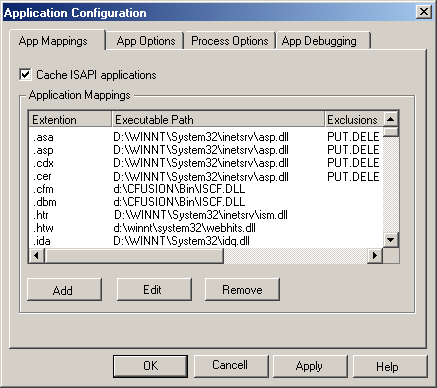 Application Configuration
App Mappings App Options Process Options App Debugging
Cache ISAPI applications
Application Mappings
Extention Executable Path Exclusions
.asa D:\WINNT\System32\inetsrv\asp.dll PUT.DELE
.asp D:\WINNT\System32\inetsrv\asp.dll PUT.DELE
.cdx D:\WINNT\System32\inetsrv\asp.dll PUT.DELE
.cer D:\WINNT\System32\inetsrv\asp.dll PUT.DELE
.cfm d:\CFUSION\Bin\ISCF.DLL
.dbm d:\CFUSION\Bin\ISCF.DLL
.htr D:\WINNT\System32\inetsrv\ism.dll
.htw d:\winnt\system32\webhits.dll
.ida D:\WINNT\System32\idq.dll
Add Edit Remove
OK Cancell Apply Help